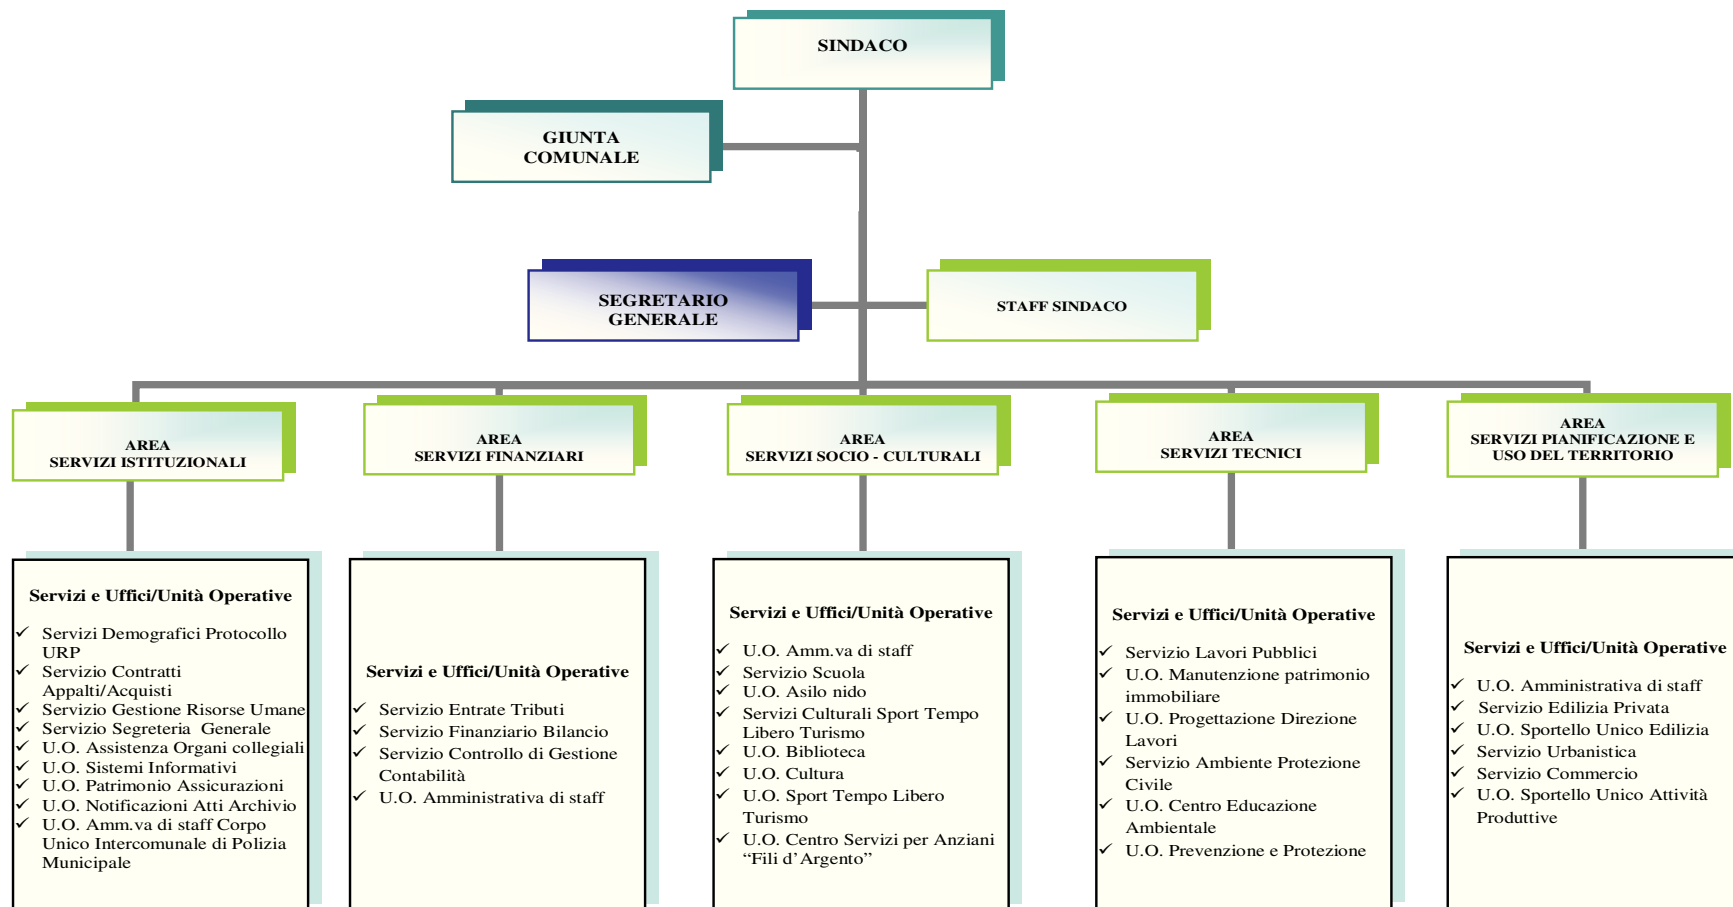 SINDACO
GIUNTA
COMUNALE
SEGRETARIO
GENERALE
STAFF SINDACO
AREA
SERVIZI ISTITUZIONALI
AREA
SERVIZI FINANZIARI
AREA
SERVIZI SOCIO - CULTURALI
AREA
SERVIZI TECNICI
AREA
SERVIZI PIANIFICAZIONE E
USO DEL TERRITORIO
Servizi e Uffici/Unità Operative
✓ Servizi Demografici Protocollo
URP
✓ Servizio Contratti
Appalti/Acquisti
✓ Servizio Gestione Risorse Umane
✓ Servizio Segreteria Generale
✓ U.O. Assistenza Organi collegiali
✓ U.O. Sistemi Informativi
✓ U.O. Patrimonio Assicurazioni
✓ U.O. Notificazioni Atti Archivio
✓ U.O. Amm.va di staff Corpo
Unico Intercomunale di Polizia
Municipale
Servizi e Uffici/Unità Operative
✓ Servizio Entrate Tributi
✓ Servizio Finanziario Bilancio
✓ Servizio Controllo di Gestione
Contabilità
✓ U.O. Amministrativa di staff
Servizi e Uffici/Unità Operative
✓ U.O. Amm.va di staff
✓ Servizio Scuola
✓ U.O. Asilo nido
✓ Servizi Culturali Sport Tempo
Libero Turismo
✓ U.O. Biblioteca
✓ U.O. Cultura
✓ U.O. Sport Tempo Libero
Turismo
✓ U.O. Centro Servizi per Anziani
“Fili d’Argento”
Servizi e Uffici/Unità Operative
✓ Servizio Lavori Pubblici
✓ U.O. Manutenzione patrimonio
immobiliare
✓ U.O. Progettazione Direzione
Lavori
✓ Servizio Ambiente Protezione
Civile
✓ U.O. Centro Educazione
Ambientale
✓ U.O. Prevenzione e Protezione
Servizi e Uffici/Unità Operative
✓ U.O. Amministrativa di staff
✓ Servizio Edilizia Privata
✓ U.O. Sportello Unico Edilizia
✓ Servizio Urbanistica
✓ Servizio Commercio
✓ U.O. Sportello Unico Attività
Produttive